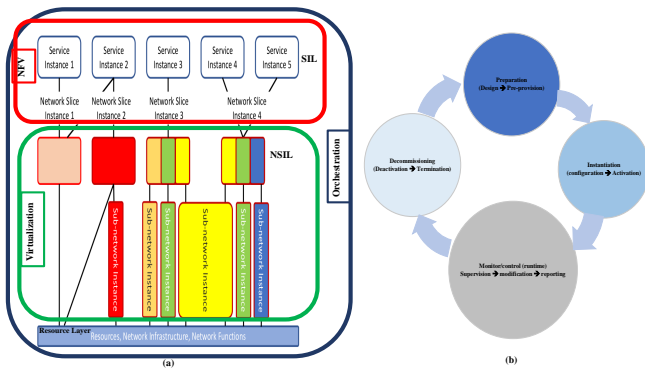 NFV
Service
Instance 1
Service
Instance 2
Service
Instance 3
Service
Instance 4
Service
Instance 5
SIL
Network Slice
Instance 1
Network Slice
Instance 2
Network Slice
Instance 3
Network Slice
Instance 4
NSIL
Virtualization
Orchestration
Sub-network Instance
Sub-network Instance
Sub-network Instance
Sub-network Instance
Sub-network Instance
Sub-network Instance
Resource Layer
Resources, Network Infrastructure, Network Functions
(a)
Preparation
(Design ➔ Pre-provision)
Instantiation
(configuration ➔ Activation)
Monitor/control (runtime)
Supervision ➔ modification ➔ reporting
Decommissioning
(Deactivation ➔ Termination)
(b)